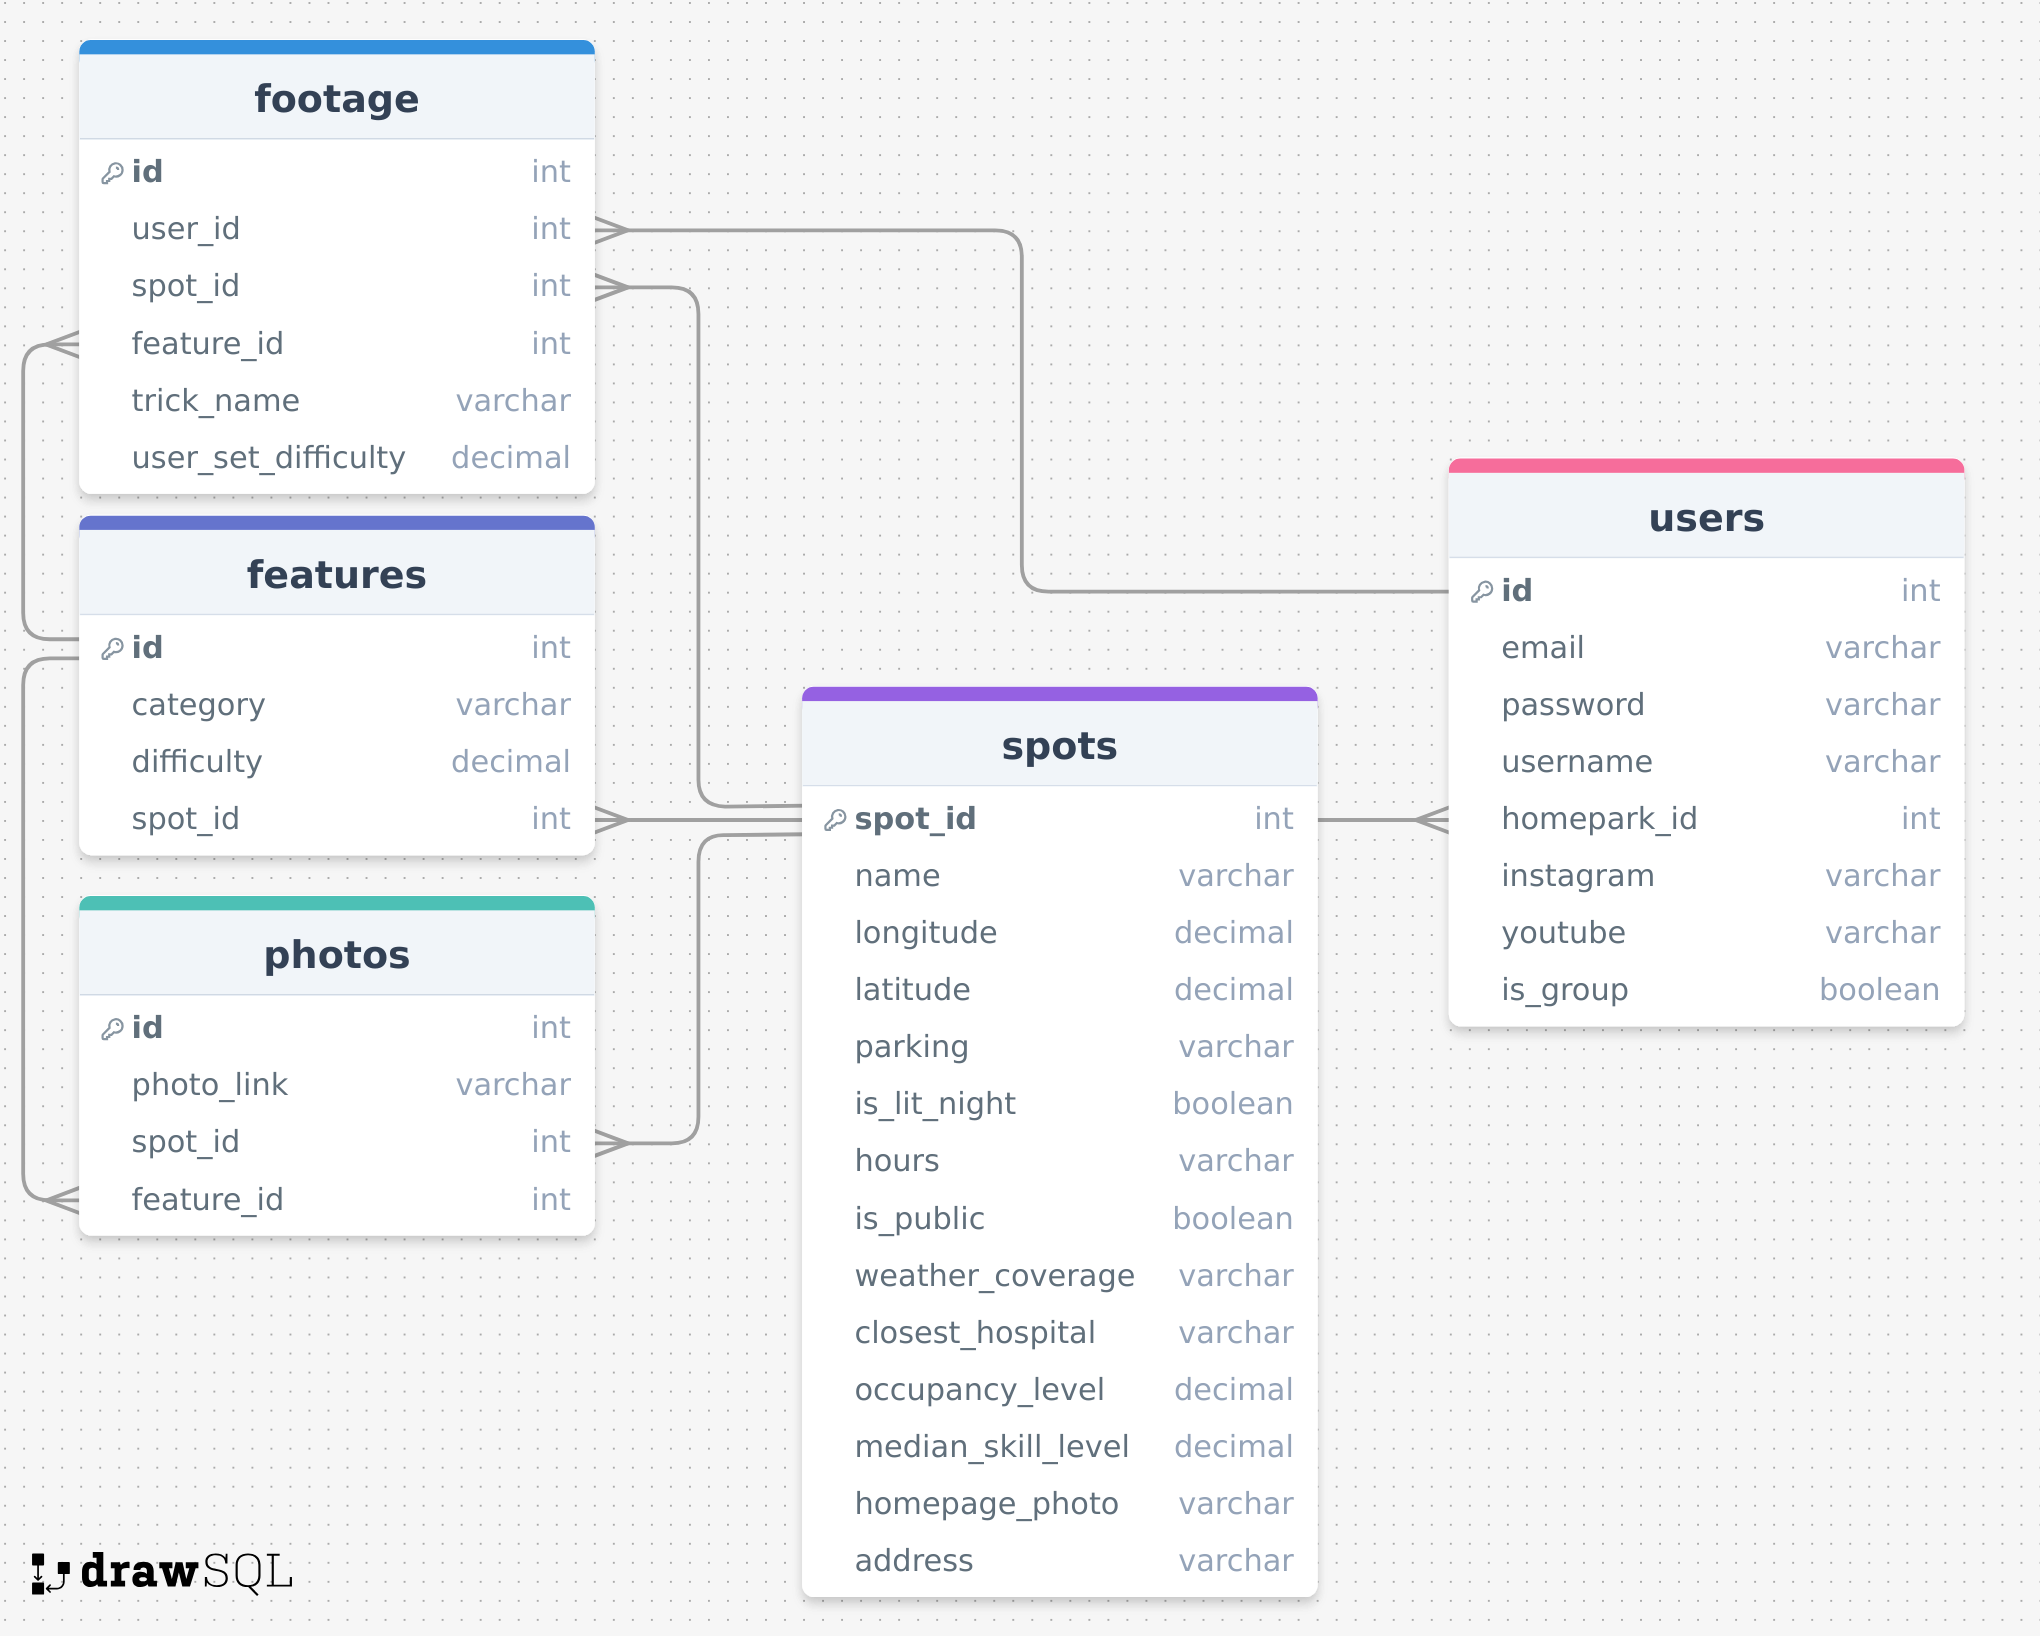 footage
id int
user_id int
spot_id int
feature_id int
trick_name varchar
user_set_difficulty decimal
features
id int
category varchar
difficulty decimal
spot_id int
photos
id int
photo_link varchar
spot_id int
feature_id int
spots
spot_id int
name varchar
longitude decimal
latitude decimal
parking varchar
is_lit_night boolean
hours varchar
is_public boolean
weather_coverage varchar
closest_hospital varchar
occupancy_level decimal
median_skill_level decimal
homepage_photo varchar
address varchar
users
id int
email varchar
password varchar
username varchar
homepark_id int
instagram varchar
youtube varchar
is_group boolean
drawSQL